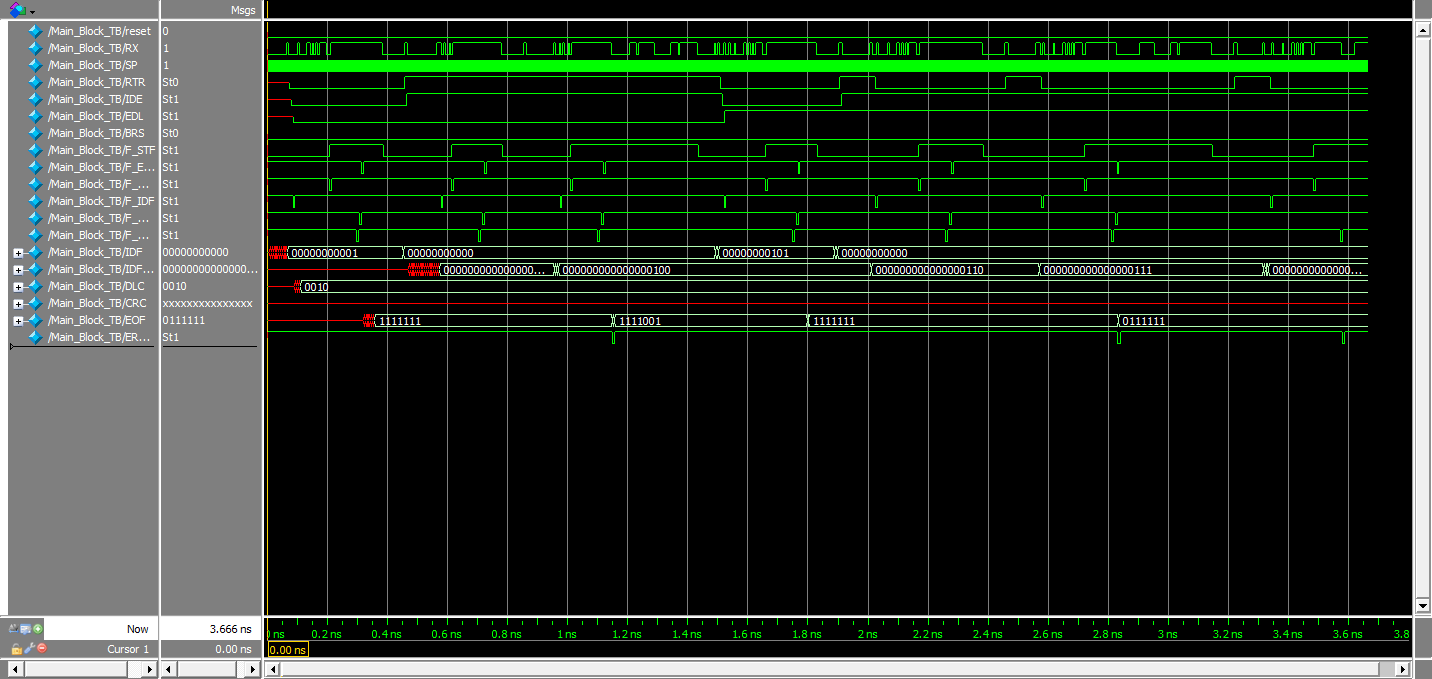 Msgs
/Main_Block_TB/reset 0
/Main_Block_TB/RX 1
/Main_Block_TB/SP 1
/Main_Block_TB/RTR St0
/Main_Block_TB/IDE St1
/Main_Block_TB/EDL St1
/Main_Block_TB/BRS St0
/Main_Block_TB/F_STF St1
/Main_Block_TB/F_E... St1
/Main_Block_TB/F_... St1
/Main_Block_TB/F_IDF St1
/Main_Block_TB/F_... St1
/Main_Block_TB/F_... St1
/Main_Block_TB/IDF 00000000000 00000000001 00000000000 00000000101 00000000000
/Main_Block_TB/IDF... 00000000000000... 000000000000000... 000000000000000100 000000000000000110 000000000000000111 0000000000000...
/Main_Block_TB/DLC 0010 0010
/Main_Block_TB/CRC xxxxxxxxxxxxxxx
/Main_Block_TB/EOF 0111111 1111111 1111001 1111111 0111111
/Main_Block_TB/ER... St1
Now 3.666 ns ns 0.2 ns 0.4 ns 0.6 ns 0.8 ns 1 ns 1.2 ns 1.4 ns 1.6 ns 1.8 ns 2 ns 2.2 ns 2.4 ns 2.6 ns 2.8 ns 3 ns 3.2 ns 3.4 ns 3.6 ns 3.8
Cursor 1 0.00 ns 0.00 ns